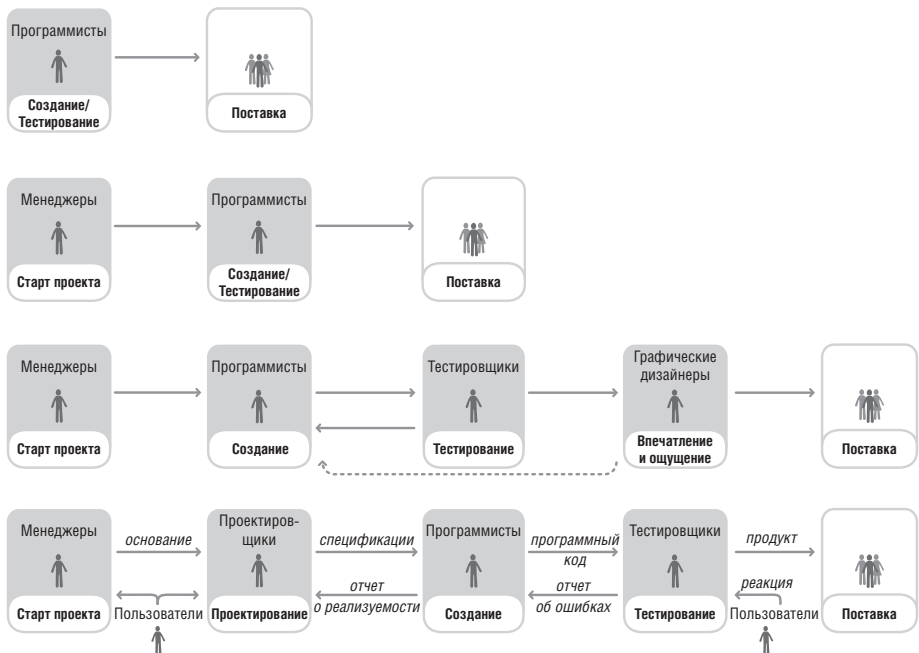 Программисты
Создание/
Тестирование
Поставка
Менеджеры
Старт проекта
Программисты
Создание/
Тестирование
Поставка
Менеджеры
Старт проекта
Программисты
Создание
Тестировщики
Тестирование
Графические
дизайнеры
Впечатление
и ощущение
Поставка
Менеджеры
Старт проекта
основание
Пользователи
Проектиров-
щики
Проектирование
спецификации
отчет
о реализуемости
Программисты
Создание
программный
код
отчет
об ошибках
Тестировщики
Тестирование
продукт
реакция
Пользователи
Поставка